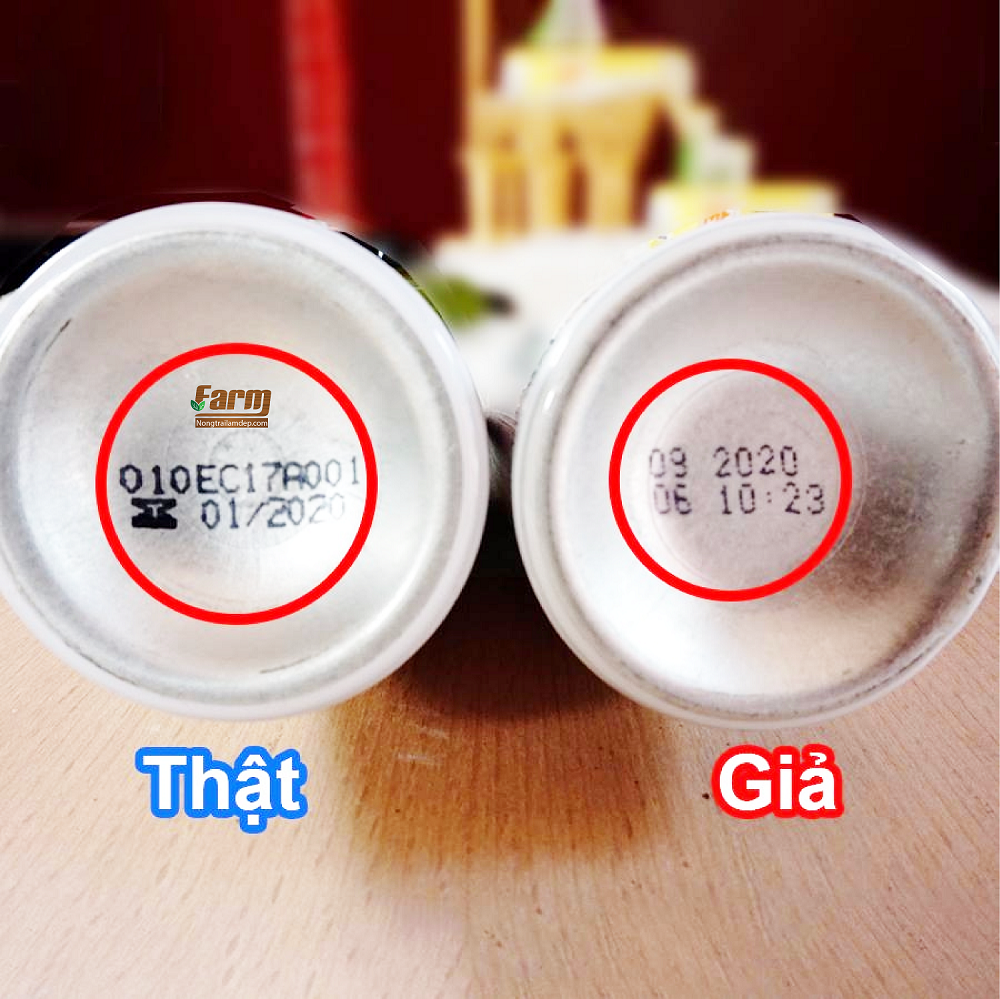 Farm
Nongtrailamdep.com
010EC17A001
01/2020
09 2020
06 10:23
Thật
Giả